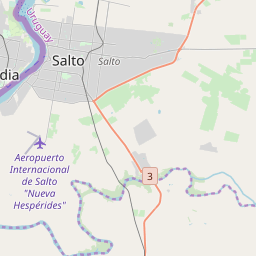 Uruguay
Salto
Salto
dia
Aeropuerto
Internacional
de Salto
"Nueva
Hespérides"
3